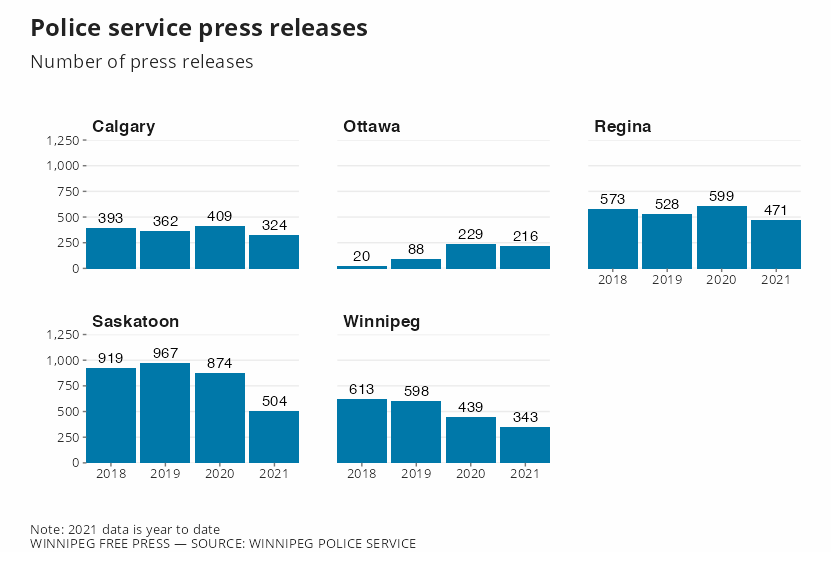 Police service press releases
Number of press releases
Calgary Ottawa Regina
1,250
1,000
750
500
250
0
393 362 409 324
20 88 229 216
573 528 599 471
2018 2019 2020 2021
Saskatoon Winnipeg
1,250
1,000
750
500
250
0
919 967 874 504
613 598 439 343
2018 2019 2020 2021 2018 2019 2020 2021
Note: 2021 data is year to date
WINNIPEG FREE PRESS — SOURCE: WINNIPEG POLICE SERVICE